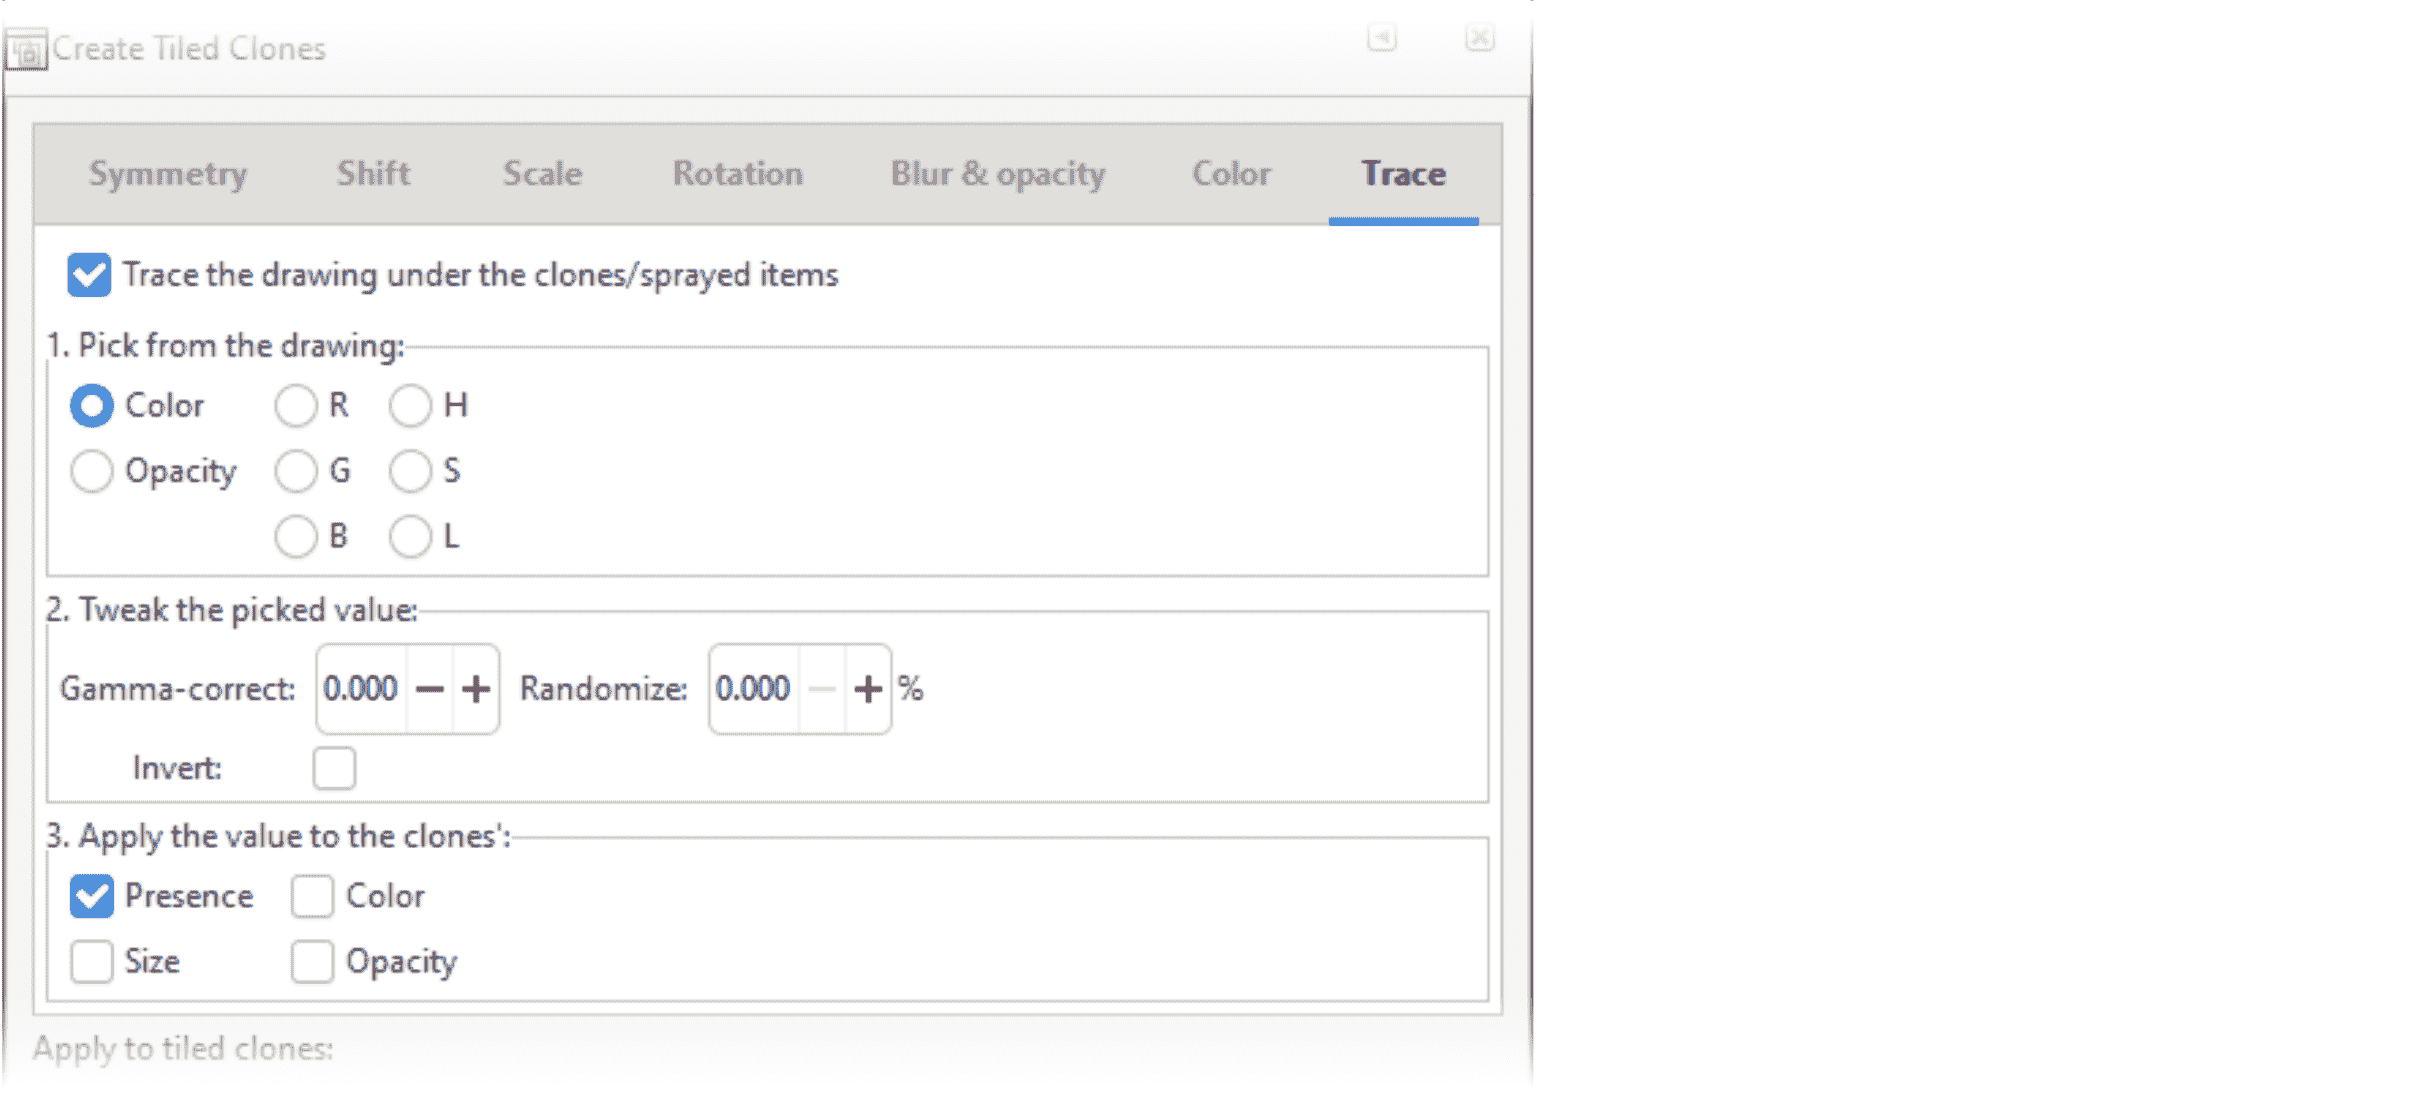 Create Tiled Clones
Symmetry Shift Scale Rotation Blur & opacity Color Trace
Trace the drawing under the clones/sprayed items
1. Pick from the drawing:
Color R H
Opacity G S
B L
2. Tweak the picked value:
Gamma-correct: 0.000 − + Randomize: 0.000 − + %
Invert:
3. Apply the value to the clones':
Presence Color
Size Opacity
Apply to tiled clones: